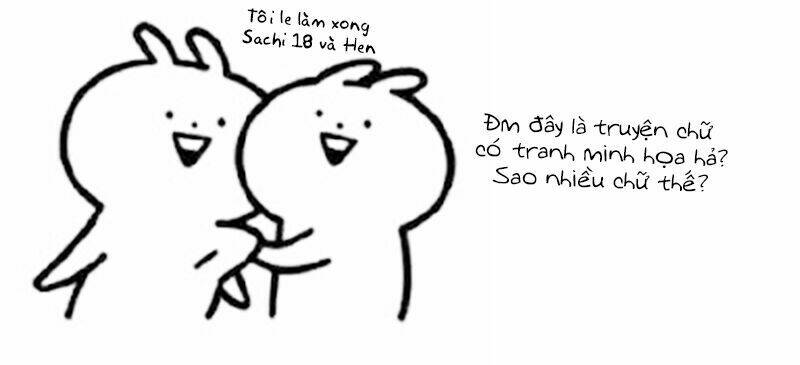 Tôi le làm xong
Sachi 18 và Hen
Đm đây là truyện chữ
có tranh minh họa hả?
Sao nhiều chữ thế?